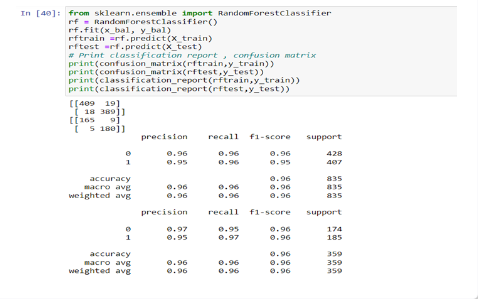 In [40]: from sklearn.ensemble import RandomForestClassifier
rf = RandomForestClassifier()
rf.fit(x_bal, y_bal)
rftrain =rf.predict(X_train)
rftest =rf.predict(X_test)
# Print classification report , confusion matrix
print(confusion_matrix(rftrain,y_train))
print(confusion_matrix(rftest,y_test))
print(classification_report(rftrain,y_train))
print(classification_report(rftest,y_test))
[[409 19]
[ 18 389]]
[[165 9]
[ 5 180]]
precision recall f1-score support
0 0.96 0.96 0.96 428
1 0.95 0.96 0.95 407
accuracy 0.96 835
macro avg 0.96 0.96 0.96 835
weighted avg 0.96 0.96 0.96 835
precision recall f1-score support
0 0.97 0.95 0.96 174
1 0.95 0.97 0.96 185
accuracy 0.96 359
macro avg 0.96 0.96 0.96 359
weighted avg 0.96 0.96 0.96 359